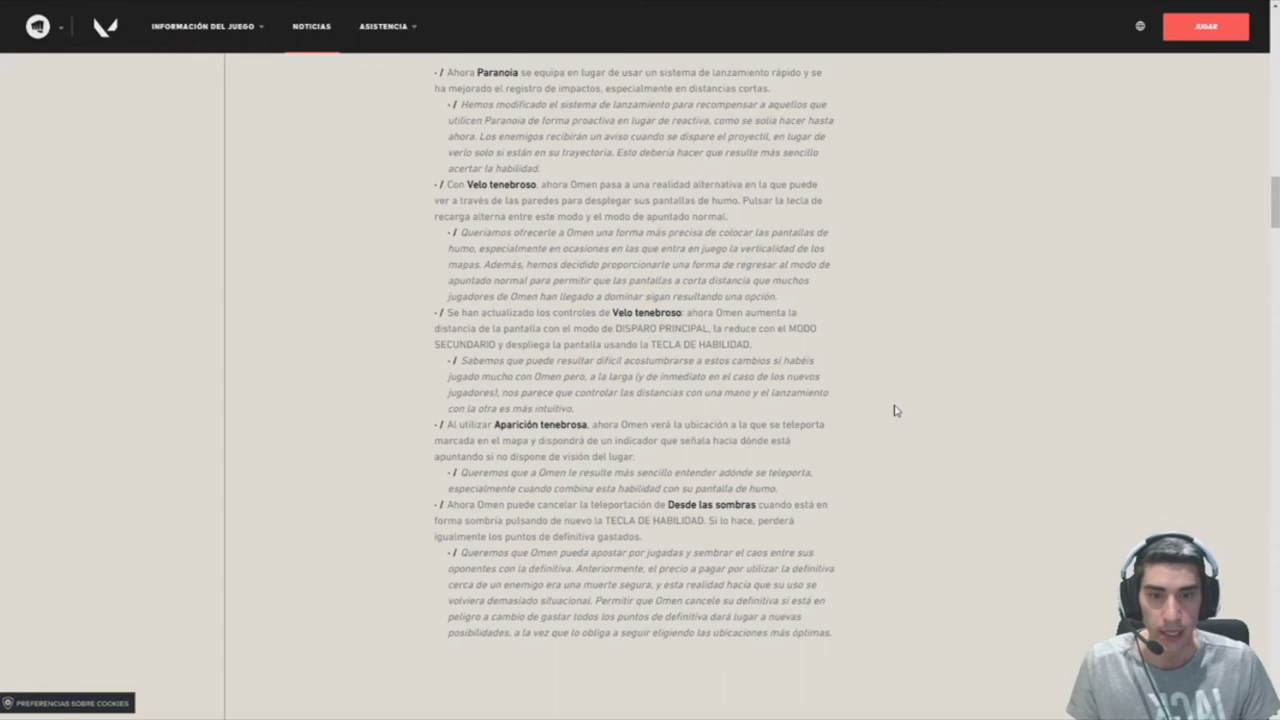 INFORMACIÓN DEL JUEGO
NOTICIAS
ASISTENCIA
JUGAR
· / Ahora Paranoia se equipa en lugar de usar un sistema de lanzamiento rápido y se
ha mejorado el registro de impactos, especialmente en distancias cortas.
· / Hemos modificado el sistema de lanzamiento para recompensar a aquellos que
utilicen Paranoia de forma proactiva en lugar de reactiva, como se solía hacer hasta
ahora. Los enemigos recibirán un aviso cuando se dispare el proyectil, en lugar de
verlo solo si están en su trayectoria. Esto debería hacer que resulte más sencillo
acertar la habilidad.
· / Con Velo tenebroso, ahora Omen pasa a una realidad alternativa en la que puede
ver a través de las paredes para desplegar sus pantallas de humo. Pulsar la tecla de
recarga alterna entre este modo y el modo de apuntado normal.
· / Queríamos ofrecerle a Omen una forma más precisa de colocar las pantallas de
humo, especialmente en ocasiones en las que entra en juego la verticalidad de los
mapas. Además, hemos decidido proporcionarle una forma de regresar al modo de
apuntado normal para permitir que las pantallas a corta distancia que muchos
jugadores de Omen han llegado a dominar sigan resultando una opción.
· / Se han actualizado los controles de Velo tenebroso: ahora Omen aumenta la
distancia de la pantalla con el modo de DISPARO PRINCIPAL, la reduce con el MODO
SECUNDARIO y despliega la pantalla usando la TECLA DE HABILIDAD.
· / Sabemos que puede resultar difícil acostumbrarse a estos cambios si habéis
jugado mucho con Omen pero, a la larga (y de inmediato en el caso de los nuevos
jugadores), nos parece que controlar las distancias con una mano y el lanzamiento
con la otra es más intuitivo.
· / Al utilizar Aparición tenebrosa, ahora Omen verá la ubicación a la que se teleporta
marcada en el mapa y dispondrá de un indicador que señala hacia dónde está
apuntando si no dispone de visión del lugar.
· / Queremos que a Omen le resulte más sencillo entender adónde se teleporta,
especialmente cuando combina esta habilidad con su pantalla de humo.
· / Ahora Omen puede cancelar la teleportación de Desde las sombras cuando está en
forma sombría pulsando de nuevo la TECLA DE HABILIDAD. Si lo hace, perderá
igualmente los puntos de definitiva gastados.
· / Queremos que Omen pueda apostar por jugadas y sembrar el caos entre sus
oponentes con la definitiva. Anteriormente, el precio a pagar por utilizar la definitiva
cerca de un enemigo era una muerte segura, y esta realidad hacía que su uso se
volviera demasiado situacional. Permitir que Omen cancele su definitiva si está en
peligro a cambio de gastar todos los puntos de definitiva dará lugar a nuevas
posibilidades, a la vez que lo obliga a seguir eligiendo las ubicaciones más óptimas.
PREFERENCIAS SOBRE COOKIES